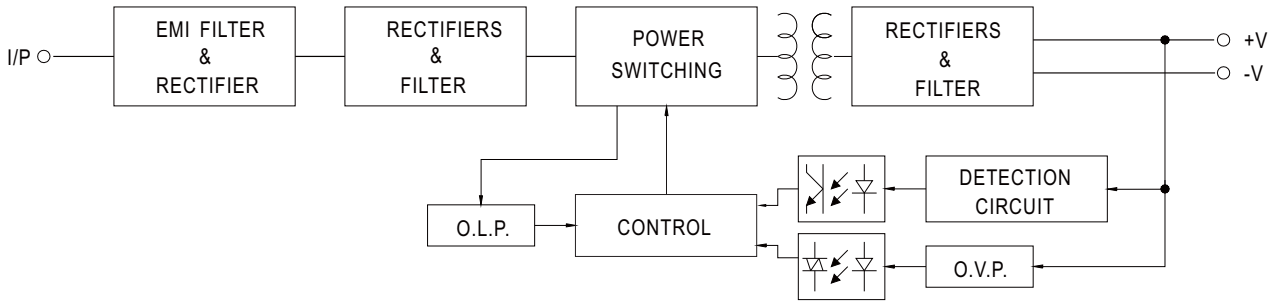 I/P
EMI FILTER
&
RECTIFIER
RECTIFIERS
&
FILTER
POWER
SWITCHING
RECTIFIERS
&
FILTER
+V
-V
O.L.P.
CONTROL
DETECTION
CIRCUIT
O.V.P.